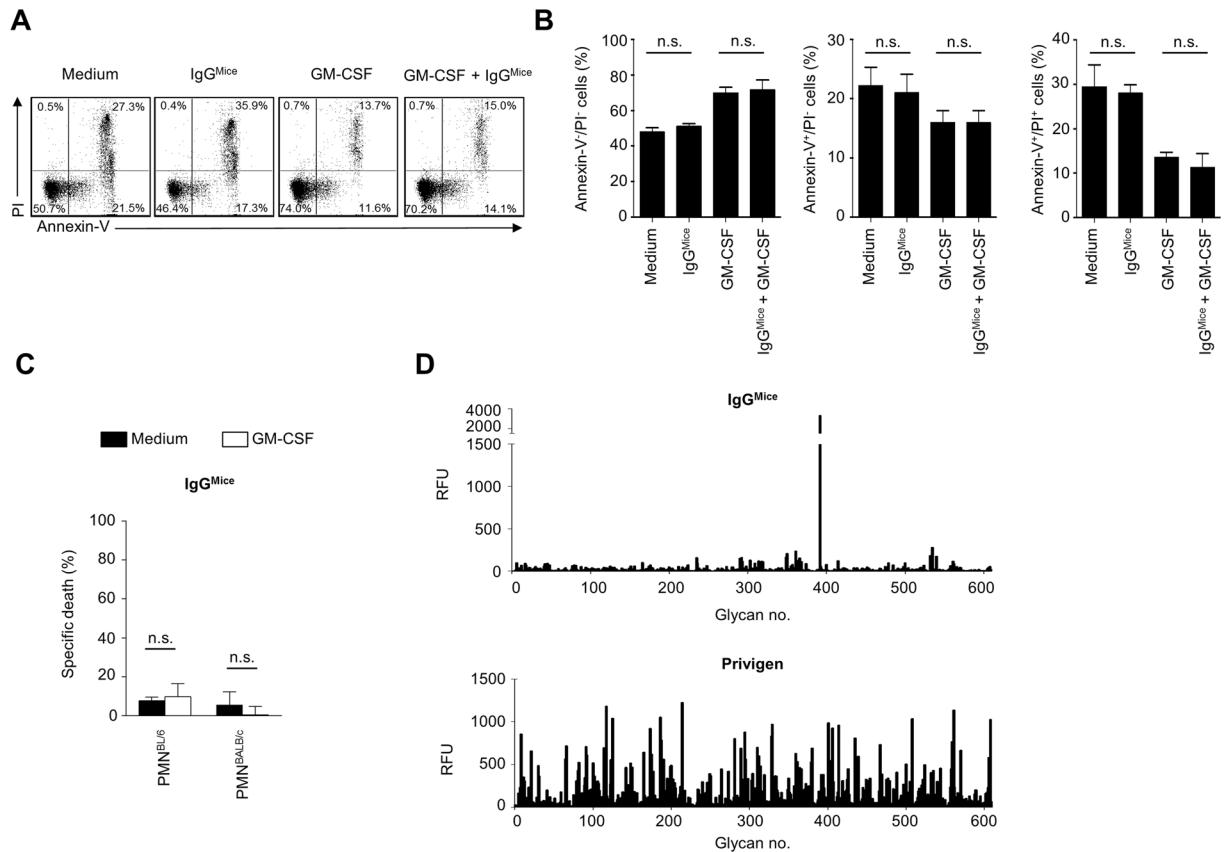 A
Medium IgG^Mice GM-CSF GM-CSF + IgG^Mice
0.5% 27.3% 0.4% 35.9% 0.7% 13.7% 0.7% 15.0%
PI
50.7% 21.5% 46.4% 17.3% 74.0% 11.6% 70.2% 14.1%
Annexin-V
B
Annexin-V⁻/PI⁻ cells (%)
n.s. n.s.
100
80
60
40
20
0
Medium
IgG^Mice
GM-CSF
IgG^Mice + GM-CSF
Annexin-V⁺/PI⁻ cells (%)
n.s. n.s.
30
20
10
0
Medium
IgG^Mice
GM-CSF
IgG^Mice + GM-CSF
Annexin-V⁺/PI⁺ cells (%)
n.s. n.s.
40
30
20
10
0
Medium
IgG^Mice
GM-CSF
IgG^Mice + GM-CSF
C
Medium GM-CSF
IgG^Mice
Specific death (%)
100
80
60
40
20
0
n.s. n.s.
PMN^BL/6
PMN^BALB/c
D
IgG^Mice
RFU
4000
2000
1500
1000
500
0
0 100 200 300 400 500 600
Glycan no.
Privigen
RFU
1500
1000
500
0
0 100 200 300 400 500 600
Glycan no.